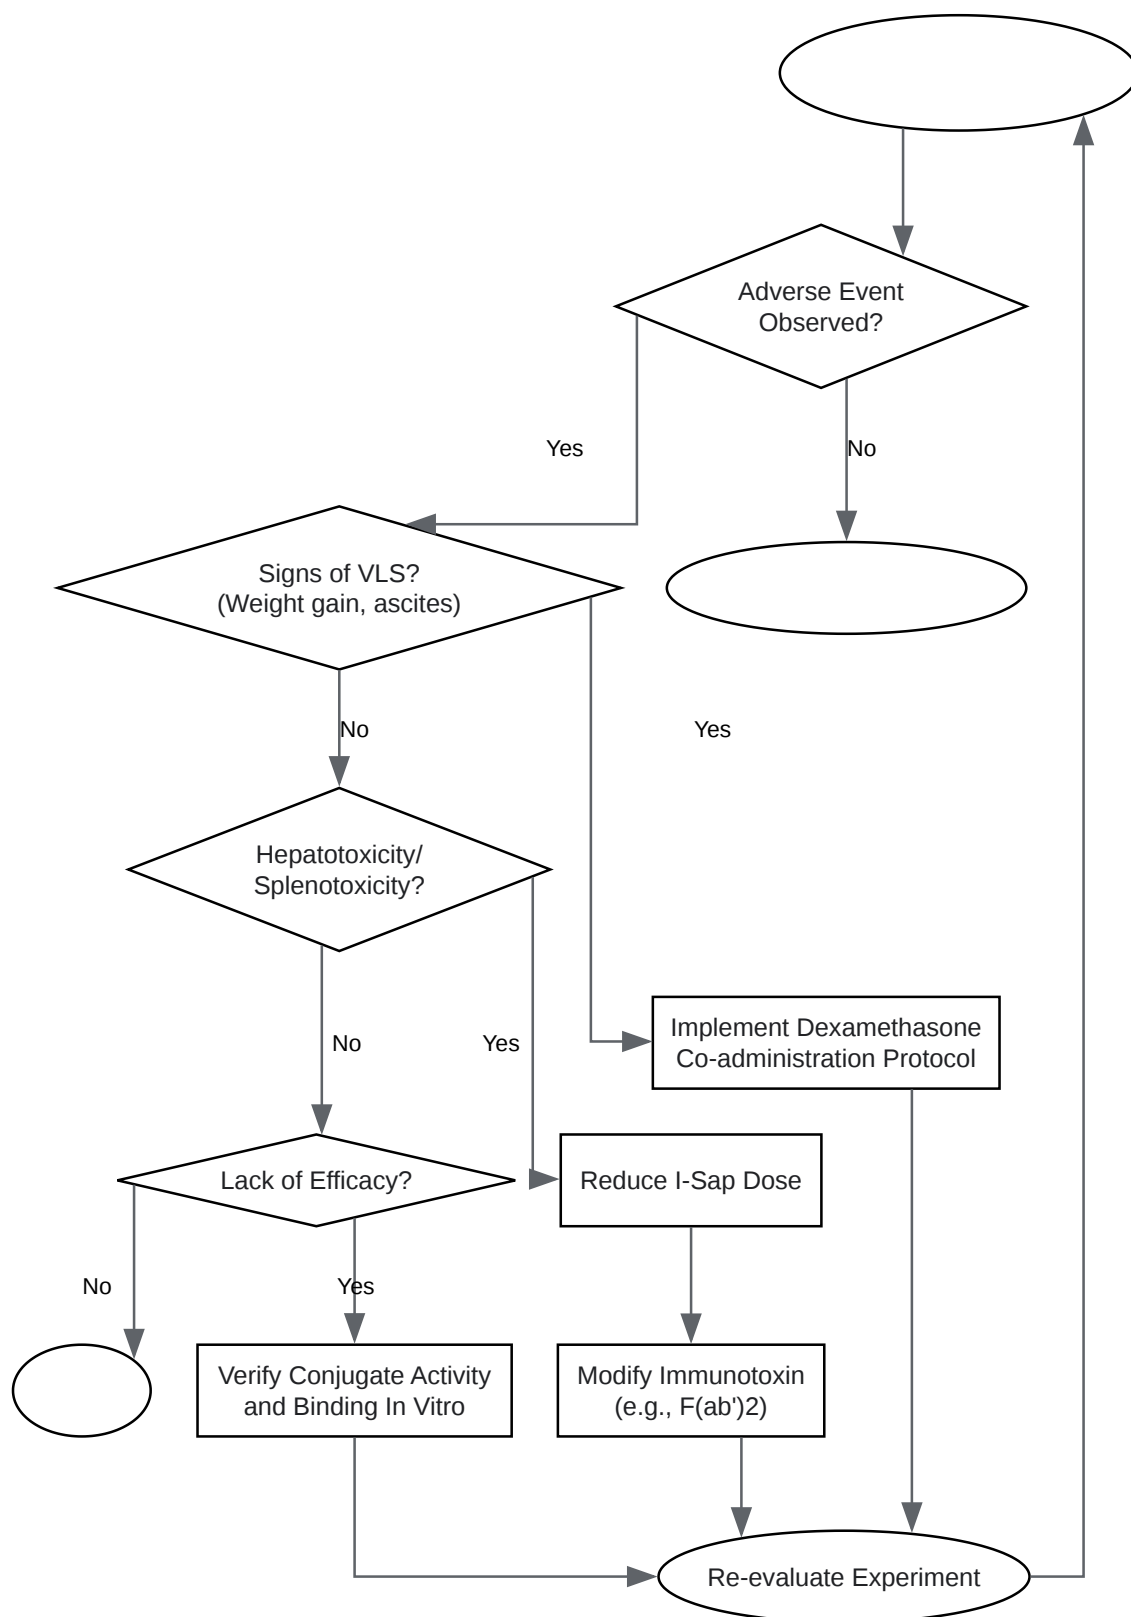 Adverse Event
Observed?
Yes
No
Signs of VLS?
(Weight gain, ascites)
No
Yes
Hepatotoxicity/
Splenotoxicity?
No
Yes
Implement Dexamethasone
Co-administration Protocol
Lack of Efficacy?
Reduce I-Sap Dose
No
Yes
Verify Conjugate Activity
and Binding In Vitro
Modify Immunotoxin
(e.g., F(ab')2)
Re-evaluate Experiment